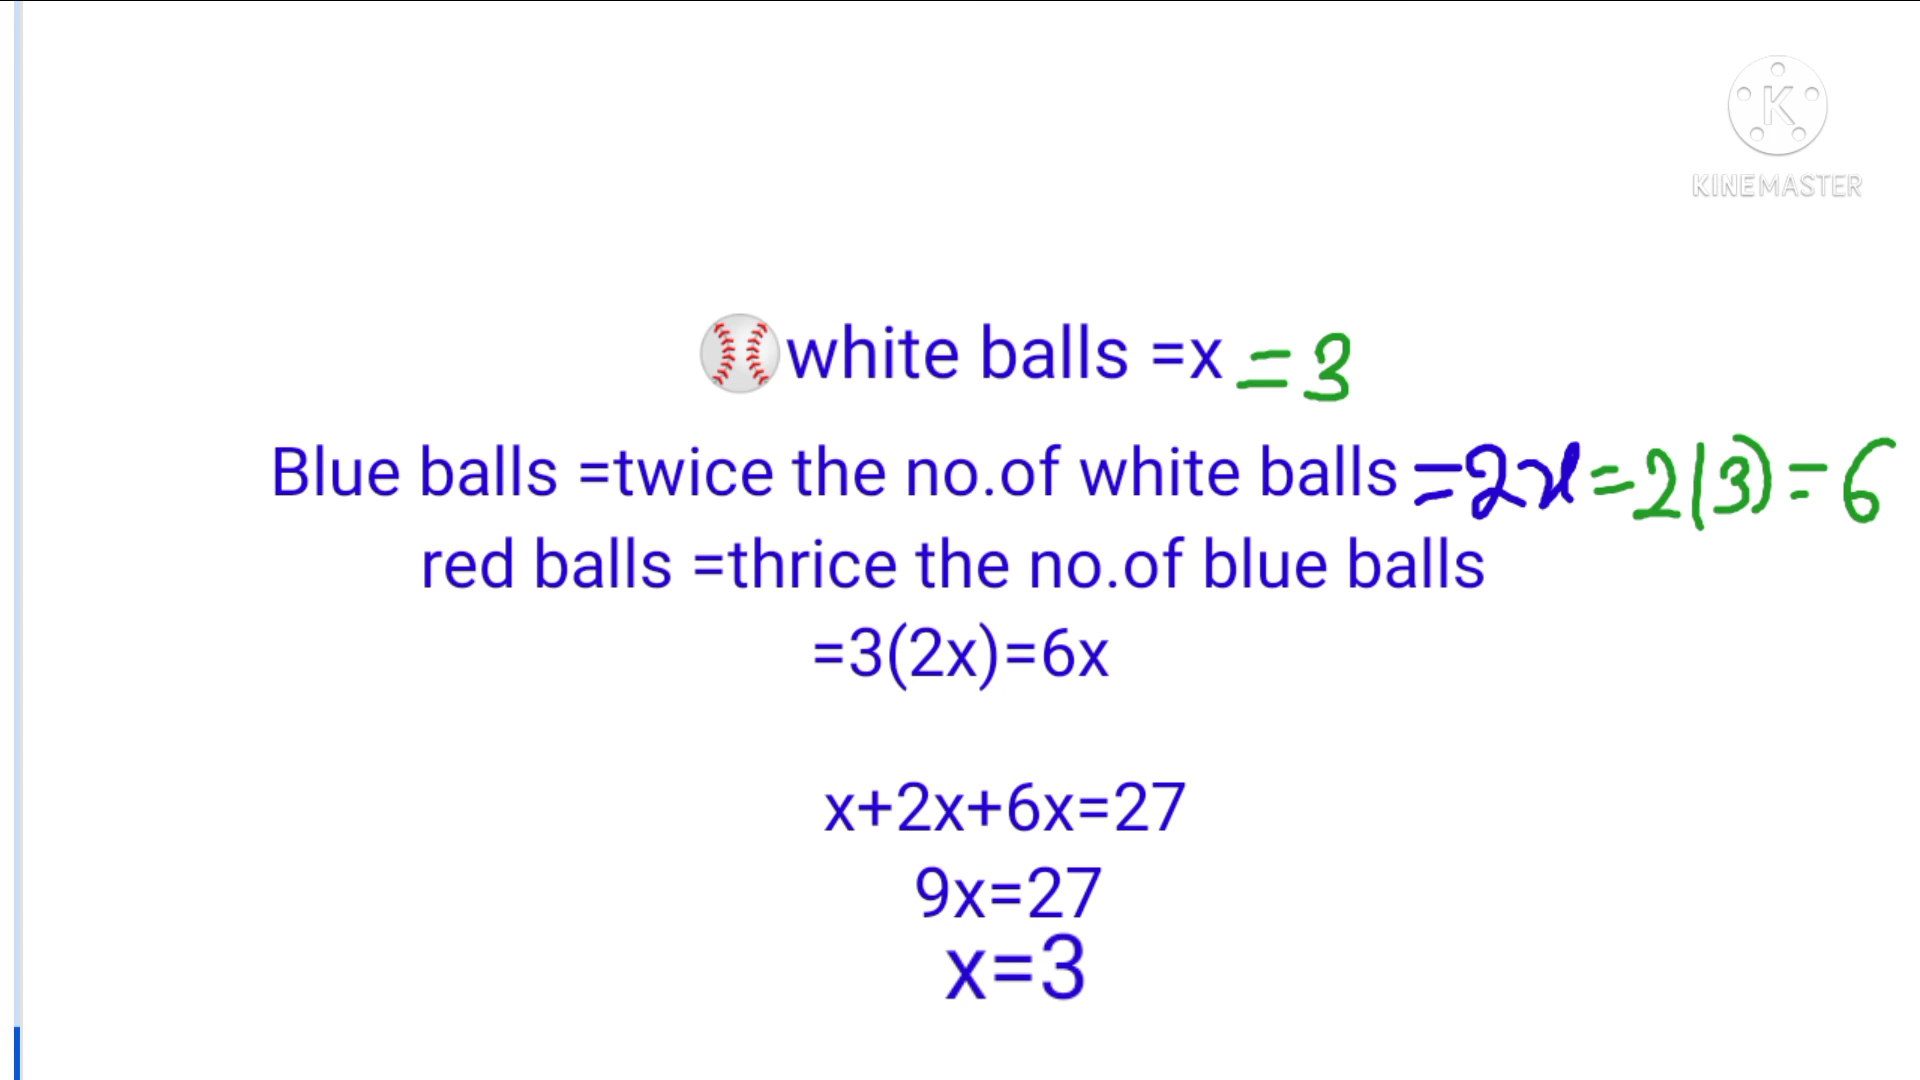 K
KINEMASTER
white balls =x =3
Blue balls =twice the no.of white balls =2x=2(3)=6
red balls =thrice the no.of blue balls
=3(2x)=6x
x+2x+6x=27
9x=27
x=3